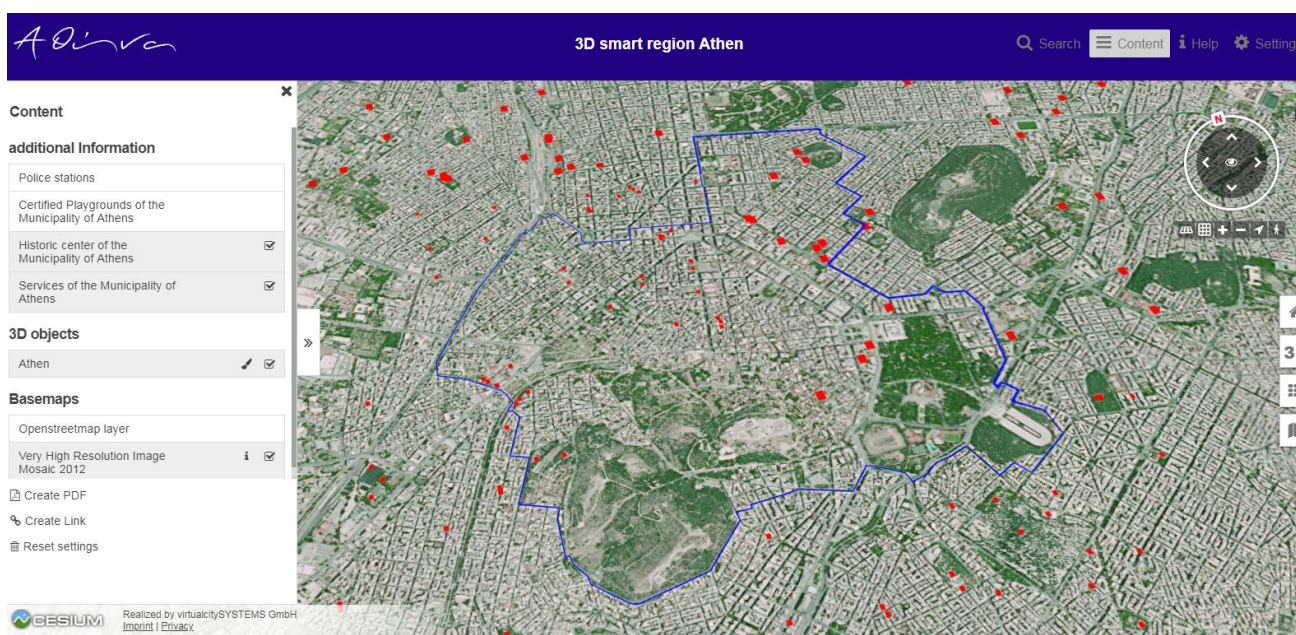 Αθίννα
3D smart region Athen
Search
Content
Help
Setting
Content
additional Information
Police stations
Certified Playgrounds of the
Municipality of Athens
Historic center of the
Municipality of Athens
Services of the Municipality of
Athens
3D objects
Athen
Basemaps
Openstreetmap layer
Very High Resolution Image
Mosaic 2012
Create PDF
Create Link
Reset settings
N
3
CESIUM
Realized by virtualcitySYSTEMS GmbH
Imprint | Privacy